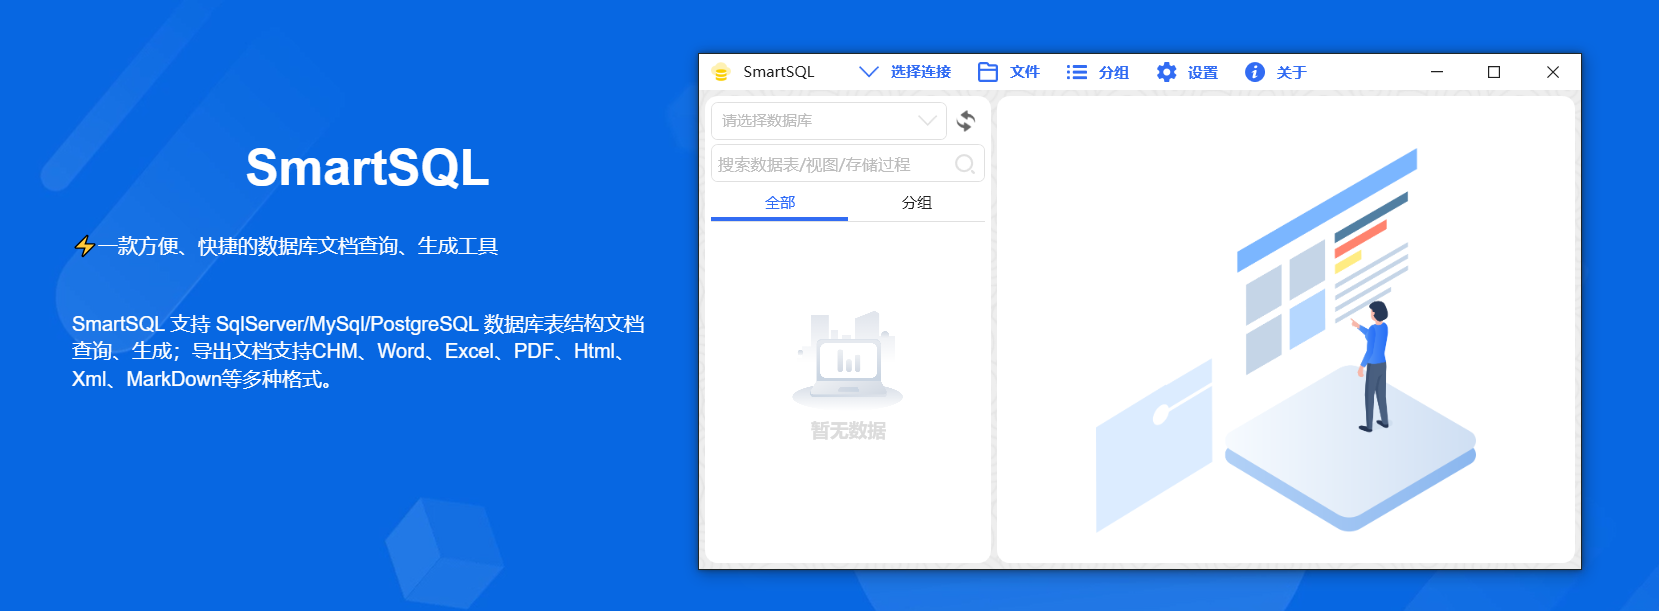 SmartSQL
⚡一款方便、快捷的数据库文档查询、生成工具
SmartSQL 支持 SqlServer/MySql/PostgreSQL 数据库表结构文档
查询、生成；导出文档支持CHM、Word、Excel、PDF、Html、
Xml、MarkDown等多种格式。
SmartSQL 选择连接 文件 分组 设置 关于
请选择数据库
搜索数据表/视图/存储过程
全部 分组
暂无数据